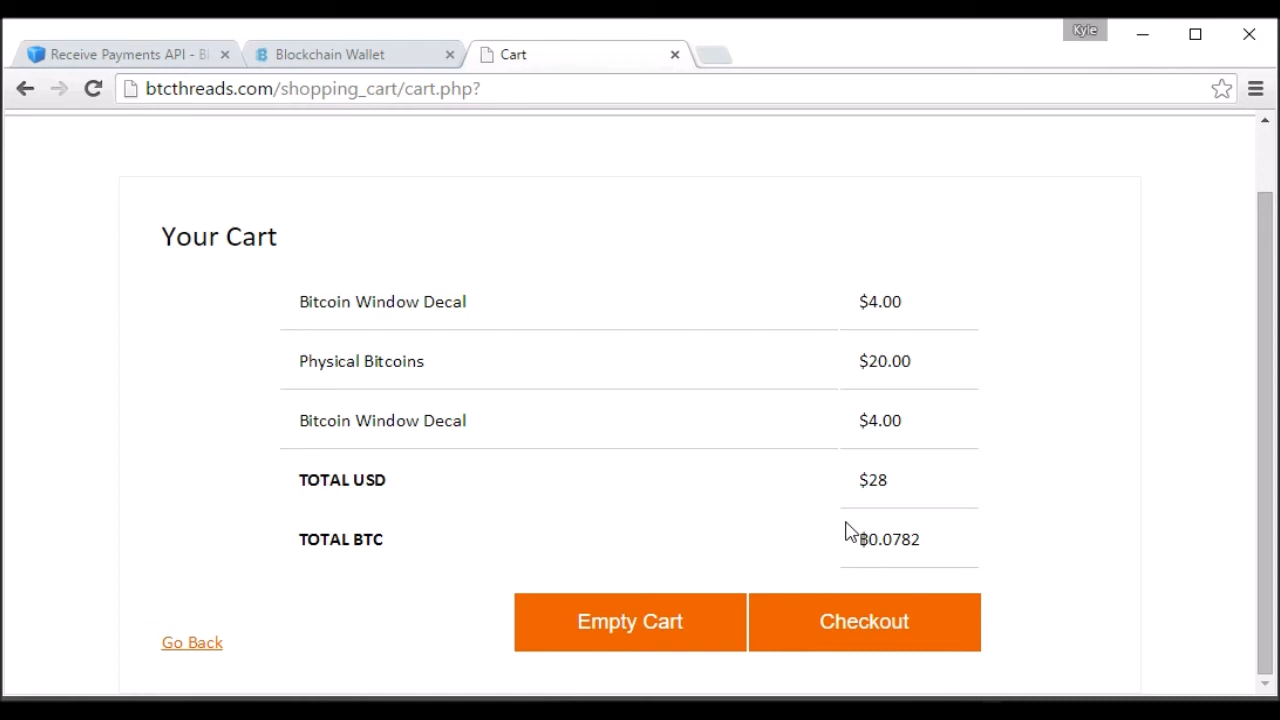 Kyle
Receive Payments API - Bl
Blockchain Wallet
Cart
btcthreads.com/shopping_cart/cart.php?
Your Cart
Bitcoin Window Decal $4.00
Physical Bitcoins $20.00
Bitcoin Window Decal $4.00
TOTAL USD $28
TOTAL BTC ฿0.0782
Empty Cart
Checkout
Go Back